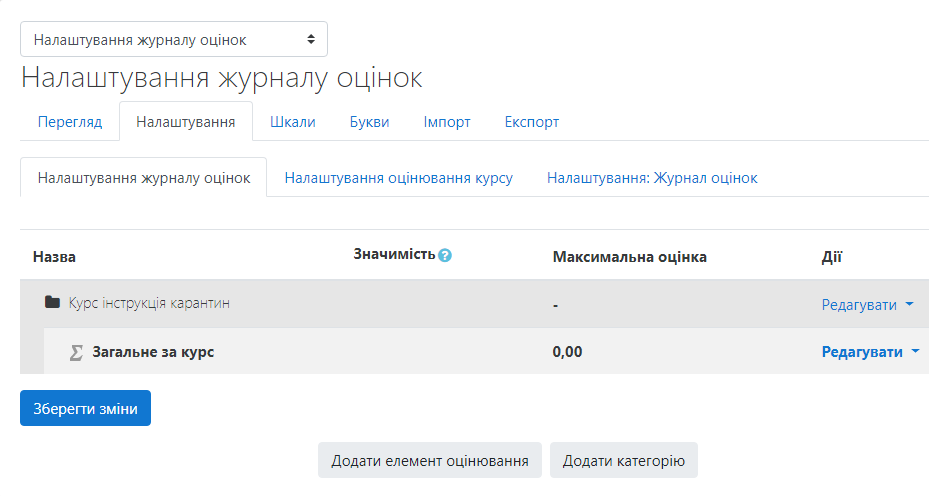 Налаштування журналу оцінок
Налаштування журналу оцінок
Перегляд Налаштування Шкали Букви Імпорт Експорт
Налаштування журналу оцінок Налаштування оцінювання курсу Налаштування: Журнал оцінок
Назва Значимість ? Максимальна оцінка Дії
Курс інструкція карантин - Редагувати
Σ Загальне за курс 0,00 Редагувати
Зберегти зміни
Додати елемент оцінювання Додати категорію